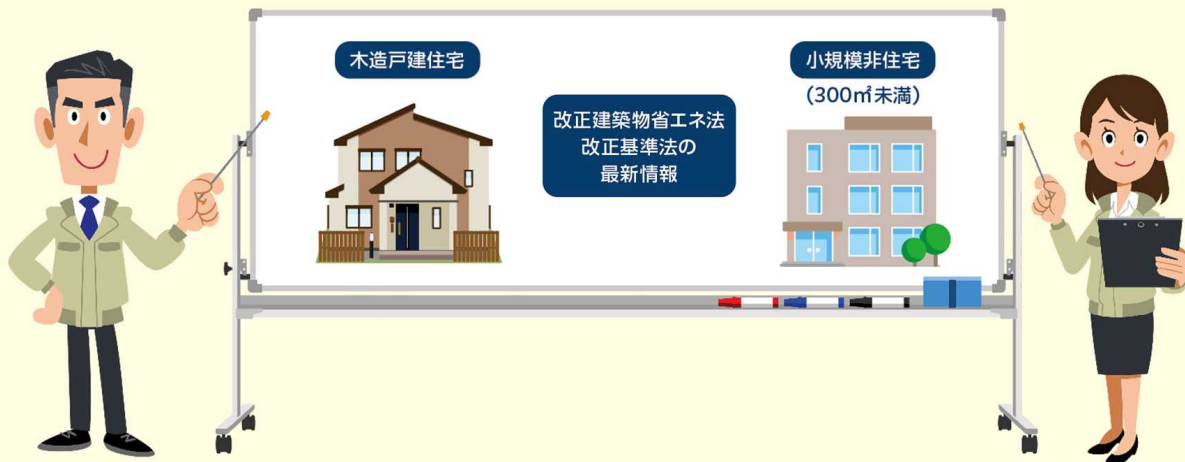 木造戸建住宅
改正建築物省エネ法
改正基準法の
最新情報
小規模非住宅
(300㎡未満)